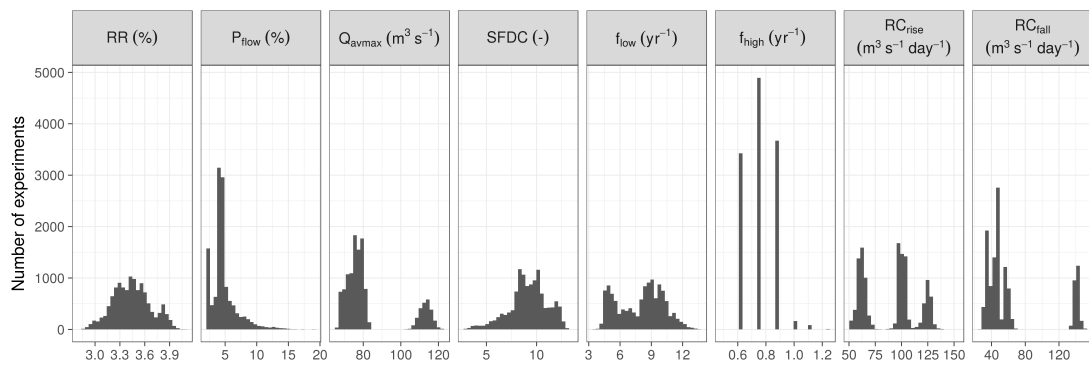 RR (%)
P_flow (%)
Q_avmax (m³ s⁻¹)
SFDC (-)
f_low (yr⁻¹)
f_high (yr⁻¹)
RC_rise
(m³ s⁻¹ day⁻¹)
RC_fall
(m³ s⁻¹ day⁻¹)
Number of experiments
5000
4000
3000
2000
1000
0
3.0 3.3 3.6 3.9
5 10 15 20
80 100 120
5 10
3 6 9 12
0.6 0.8 1.0 1.2
50 75 100 125 150
40 80 120